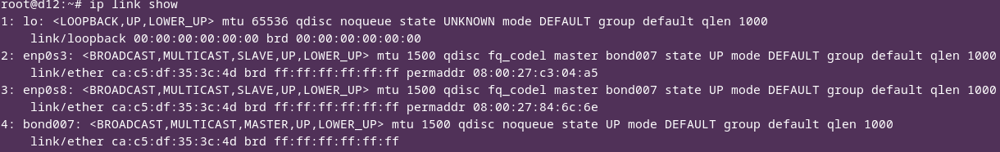 root@d12:~# ip link show
1: lo: <LOOPBACK,UP,LOWER_UP> mtu 65536 qdisc noqueue state UNKNOWN mode DEFAULT group default qlen 1000
    link/loopback 00:00:00:00:00:00 brd 00:00:00:00:00:00
2: enp0s3: <BROADCAST,MULTICAST,SLAVE,UP,LOWER_UP> mtu 1500 qdisc fq_codel master bond007 state UP mode DEFAULT group default qlen 1000
    link/ether ca:c5:df:35:3c:4d brd ff:ff:ff:ff:ff:ff permaddr 08:00:27:c3:04:a5
3: enp0s8: <BROADCAST,MULTICAST,SLAVE,UP,LOWER_UP> mtu 1500 qdisc fq_codel master bond007 state UP mode DEFAULT group default qlen 1000
    link/ether ca:c5:df:35:3c:4d brd ff:ff:ff:ff:ff:ff permaddr 08:00:27:84:6c:6e
4: bond007: <BROADCAST,MULTICAST,MASTER,UP,LOWER_UP> mtu 1500 qdisc noqueue state UP mode DEFAULT group default qlen 1000
    link/ether ca:c5:df:35:3c:4d brd ff:ff:ff:ff:ff:ff